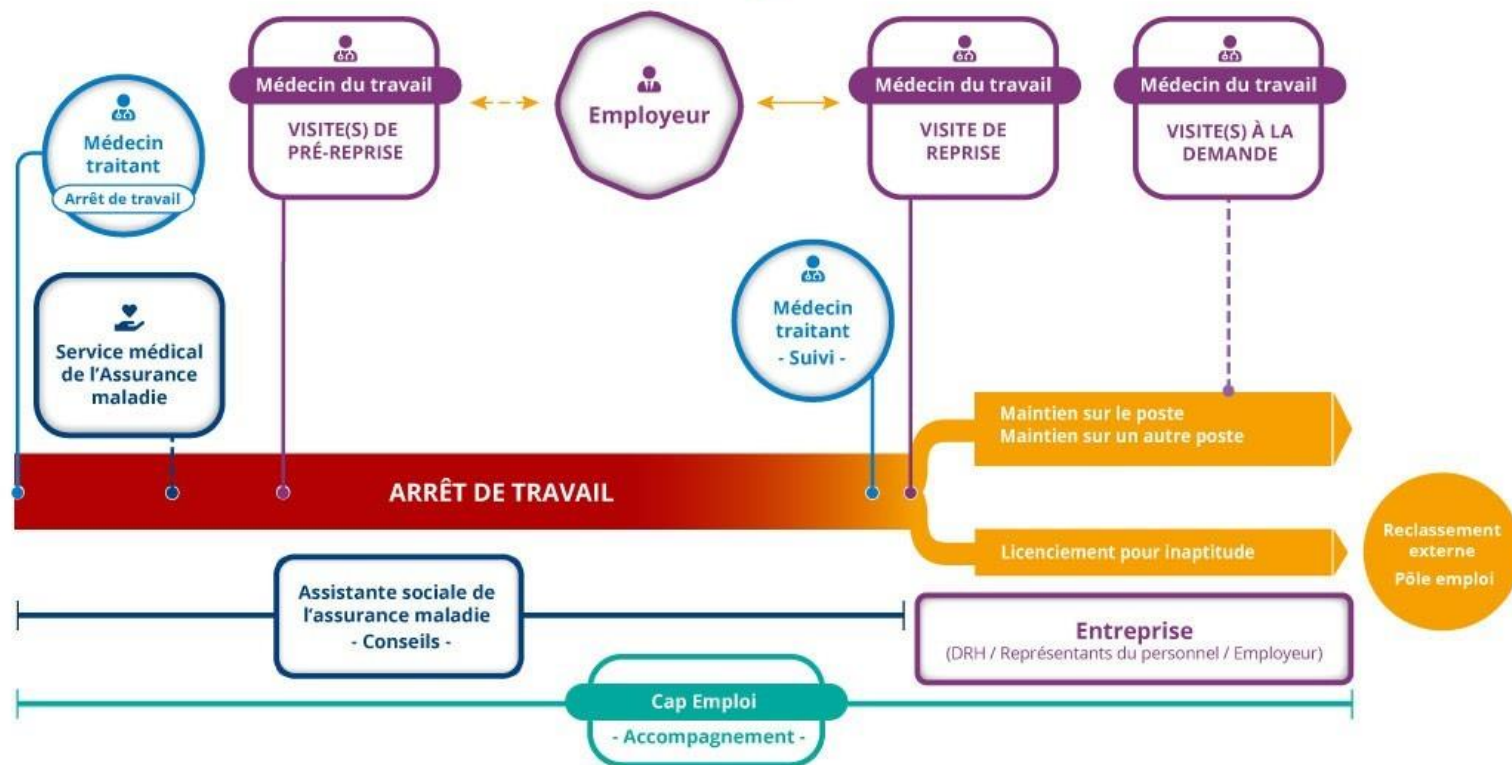 Médecin
traitant
Arrêt de travail
Médecin du travail
VISITE(S) DE
PRÉ-REPRISE
Employeur
Médecin du travail
VISITE DE
REPRISE
Médecin du travail
VISITE(S) À LA
DEMANDE
Service médical
de l'Assurance
maladie
Médecin
traitant
- Suivi -
ARRÊT DE TRAVAIL
Maintien sur le poste
Maintien sur un autre poste
Licenciement pour inaptitude
Reclassement
externe
Pôle emploi
Assistante sociale de
l'assurance maladie
- Conseils -
Entreprise
(DRH / Représentants du personnel / Employeur)
Cap Emploi
- Accompagnement -